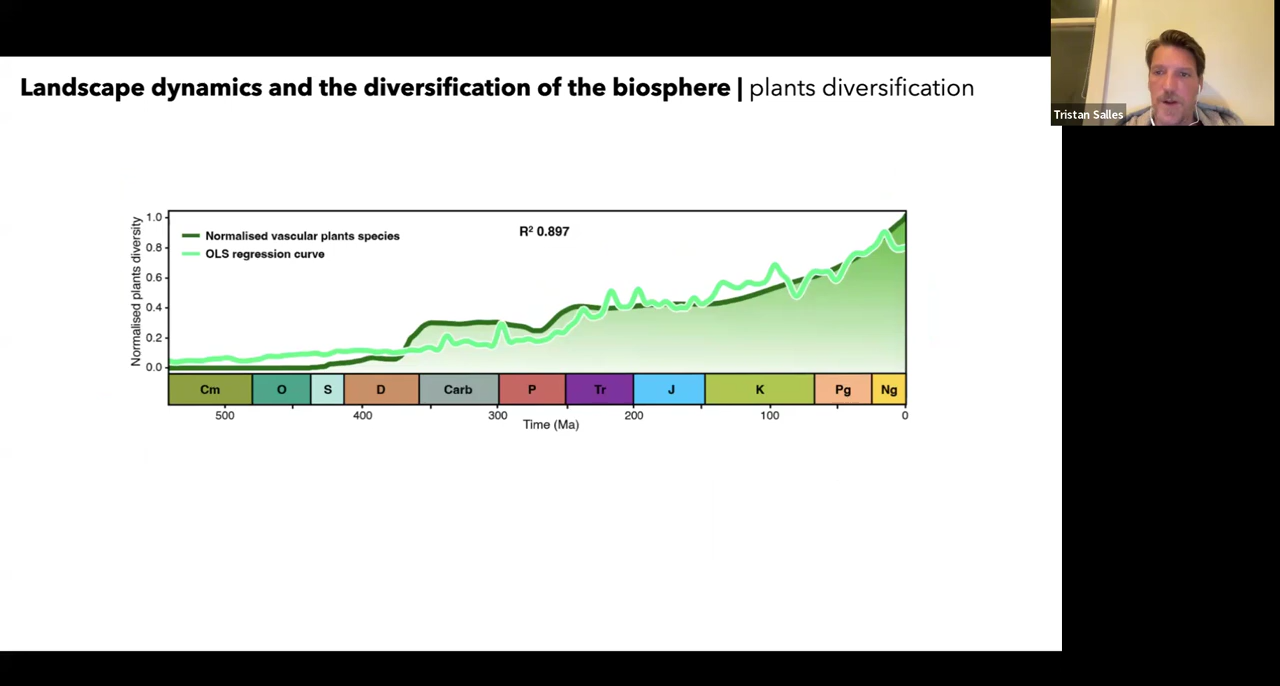 Landscape dynamics and the diversification of the biosphere | plants diversification
Tristan Salles
Normalised plants diversity
1.0
0.8
0.6
0.4
0.2
0.0
Normalised vascular plants species
OLS regression curve
R² 0.897
Cm O S D Carb P Tr J K Pg Ng
500 400 300 200 100 0
Time (Ma)